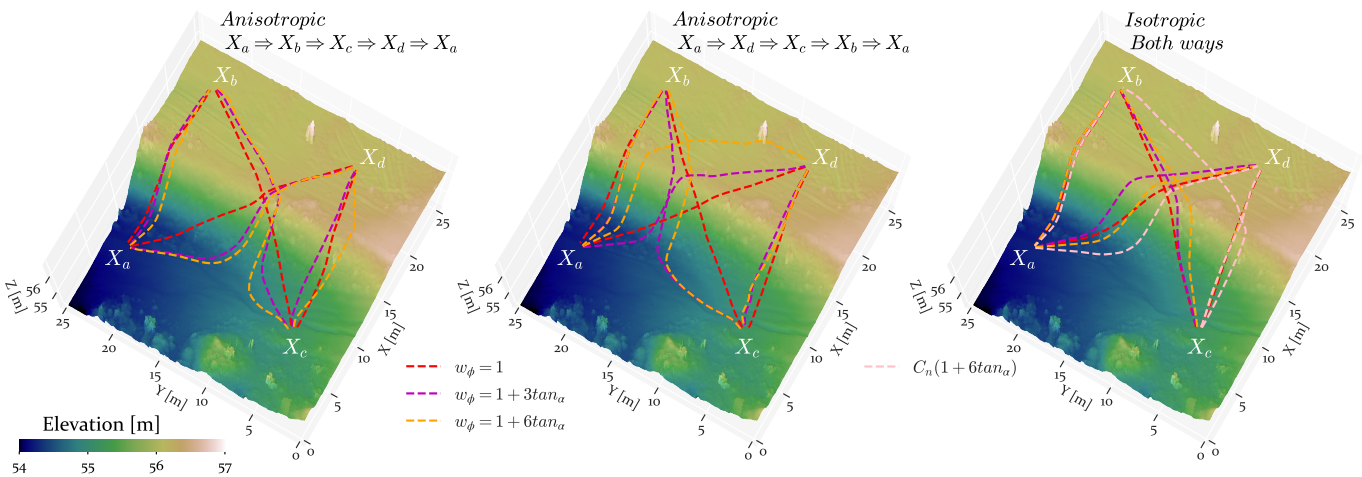 Anisotropic
X_a ⇒ X_b ⇒ X_c ⇒ X_d ⇒ X_a
Anisotropic
X_a ⇒ X_d ⇒ X_c ⇒ X_b ⇒ X_a
Isotropic
Both ways
X_b
X_d
X_a
X_c
Z [m]
56
55
25
20
15
10
5
0
Y [m]
0
5
10
15
20
25
X [m]
X_b
X_d
X_a
X_c
Z [m]
56
55
25
20
15
10
5
0
Y [m]
0
5
10
15
20
25
X [m]
X_b
X_d
X_a
X_c
Z [m]
56
55
25
20
15
10
5
0
Y [m]
0
5
10
15
20
25
X [m]
w_ϕ = 1
w_ϕ = 1 + 3tan_α
w_ϕ = 1 + 6tan_α
C_n(1 + 6tan_α)
Elevation [m]
54 55 56 57